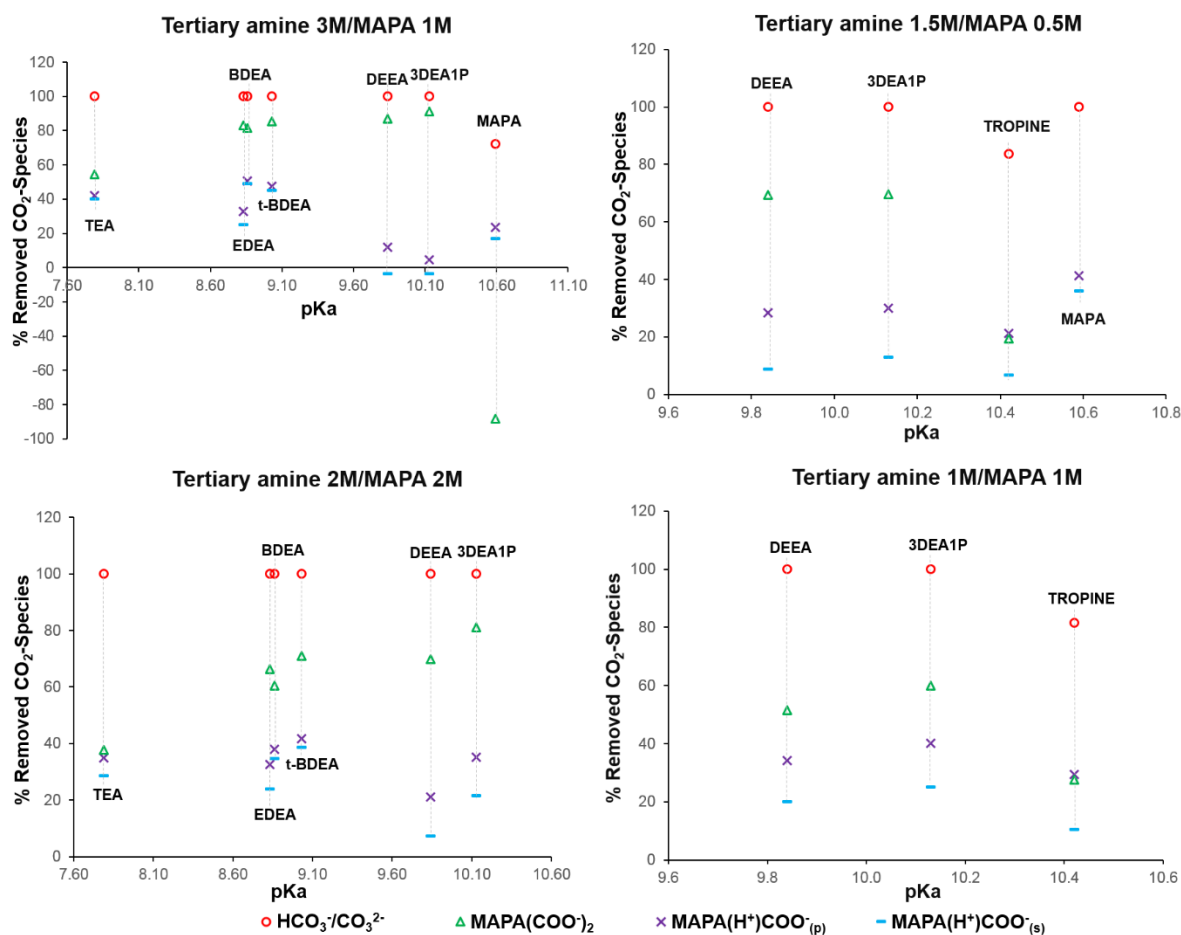 Tertiary amine 3M/MAPA 1M
% Removed CO₂-Species
120
100
80
60
40
20
0
-20
-40
-60
-80
-100
TEA
BDEA
EDEA
t-BDEA
DEEA
3DEA1P
MAPA
7.60 8.10 8.60 9.10 9.60 10.10 10.60 11.10
pKa
Tertiary amine 1.5M/MAPA 0.5M
% Removed CO₂-Species
120
100
80
60
40
20
0
DEEA
3DEA1P
TROPINE
MAPA
9.6 9.8 10.0 10.2 10.4 10.6 10.8
pKa
Tertiary amine 2M/MAPA 2M
% Removed CO₂-Species
120
100
80
60
40
20
0
TEA
BDEA
EDEA
t-BDEA
DEEA
3DEA1P
7.60 8.10 8.60 9.10 9.60 10.10 10.60
pKa
Tertiary amine 1M/MAPA 1M
% Removed CO₂-Species
120
100
80
60
40
20
0
DEEA
3DEA1P
TROPINE
9.6 9.8 10.0 10.2 10.4 10.6
pKa
HCO₃⁻/CO₃²⁻ MAPA(COO⁻)₂ MAPA(H⁺)COO⁻₍ₚ₎ MAPA(H⁺)COO⁻₍ₛ₎